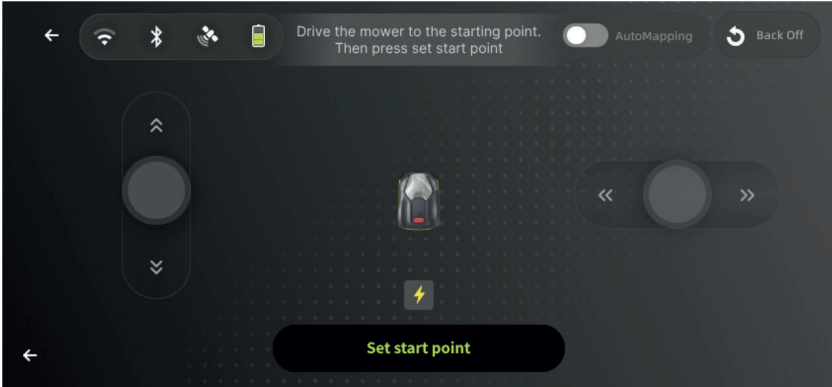 Drive the mower to the starting point.
Then press set start point
AutoMapping
Back Off
Set start point